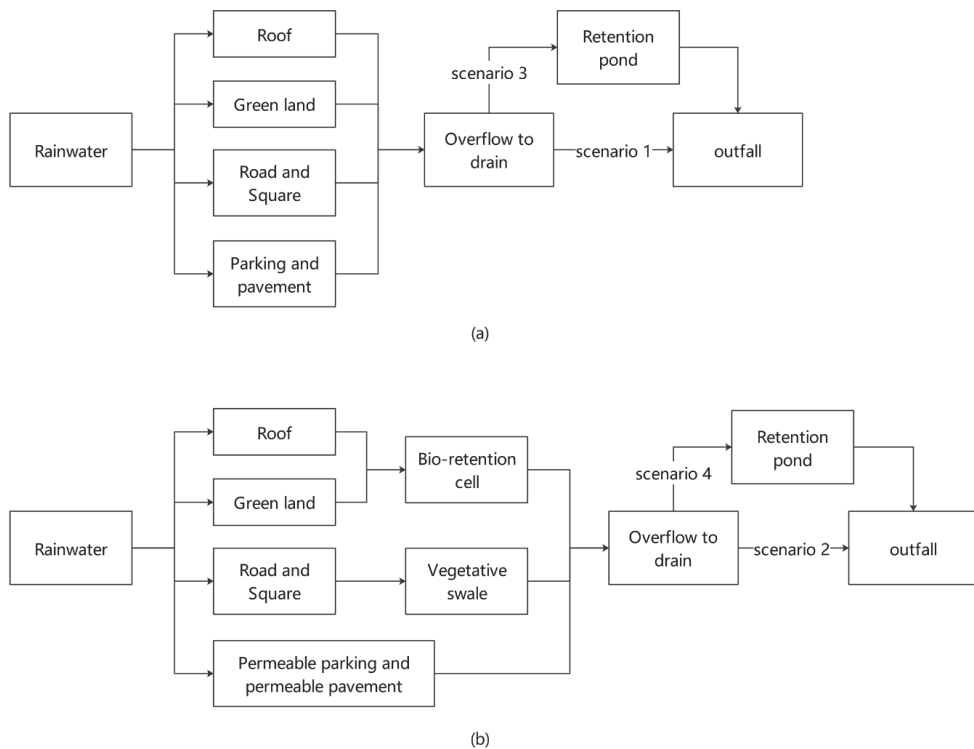 Roof
Retention
pond
scenario 3
Green land
Rainwater
Overflow to
drain
scenario 1
outfall
Road and
Square
Parking and
pavement
(a)
Roof
Bio-retention
cell
Retention
pond
scenario 4
Green land
Rainwater
Overflow to
drain
scenario 2
outfall
Road and
Square
Vegetative
swale
Permeable parking and
permeable pavement
(b)